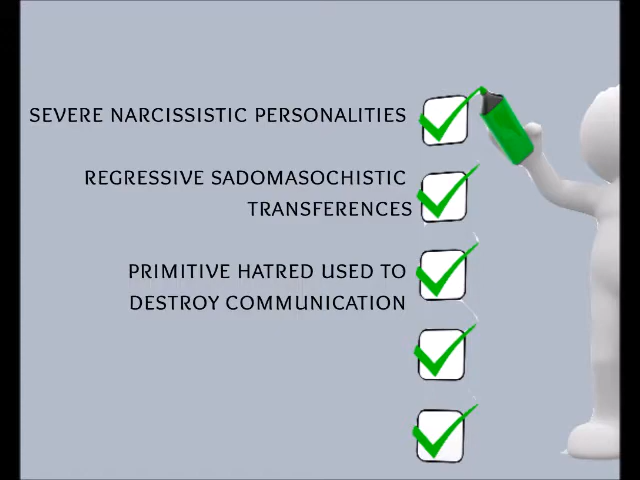 SEVERE NARCISSISTIC PERSONALITIES
REGRESSIVE SADOMASOCHISTIC
TRANSFERENCES
PRIMITIVE HATRED USED TO
DESTROY COMMUNICATION